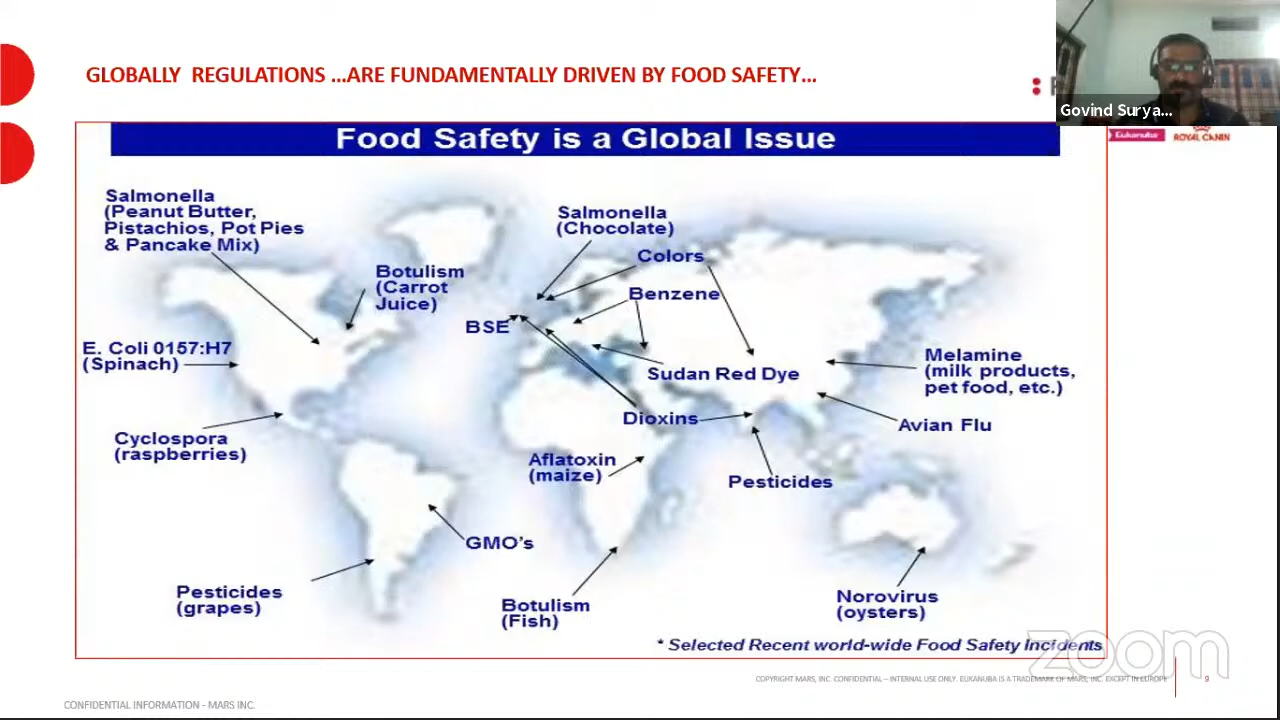 GLOBALLY REGULATIONS ...ARE FUNDAMENTALLY DRIVEN BY FOOD SAFETY...
Govind Surya...
Eukanuba
ROYAL CANIN
Food Safety is a Global Issue
Salmonella
(Peanut Butter,
Pistachios, Pot Pies
& Pancake Mix)
Salmonella
(Chocolate)
Colors
Botulism
(Carrot
Juice)
Benzene
BSE
E. Coli 0157:H7
(Spinach)
Sudan Red Dye
Melamine
(milk products,
pet food, etc.)
Dioxins
Avian Flu
Cyclospora
(raspberries)
Aflatoxin
(maize)
Pesticides
GMO's
Pesticides
(grapes)
Botulism
(Fish)
Norovirus
(oysters)
* Selected Recent world-wide Food Safety Incidents
zoom
COPYRIGHT MARS, INC. CONFIDENTIAL – INTERNAL USE ONLY. EUKANUBA IS A TRADEMARK OF MARS, INC. EXCEPT IN EUROPE
9
CONFIDENTIAL INFORMATION - MARS INC.